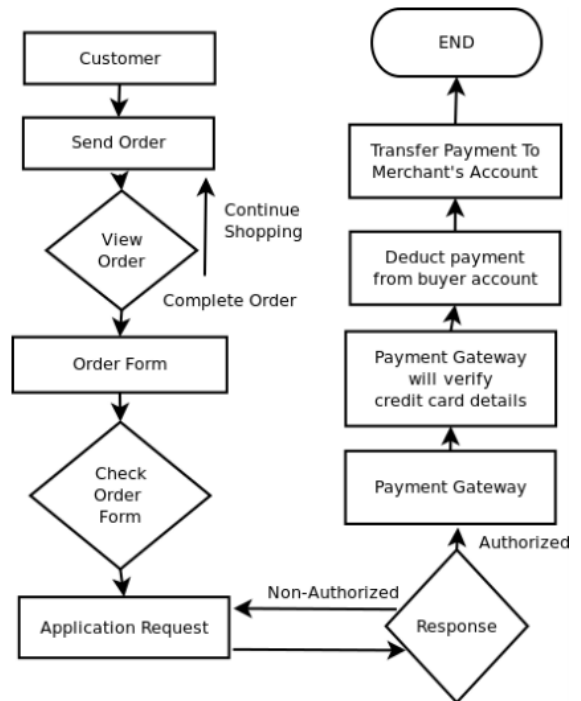 Customer
Send Order
View
Order
Continue
Shopping
Complete Order
Order Form
Check
Order
Form
Application Request
Non-Authorized
Response
Authorized
Payment Gateway
Payment Gateway
will verify
credit card details
Deduct payment
from buyer account
Transfer Payment To
Merchant's Account
END